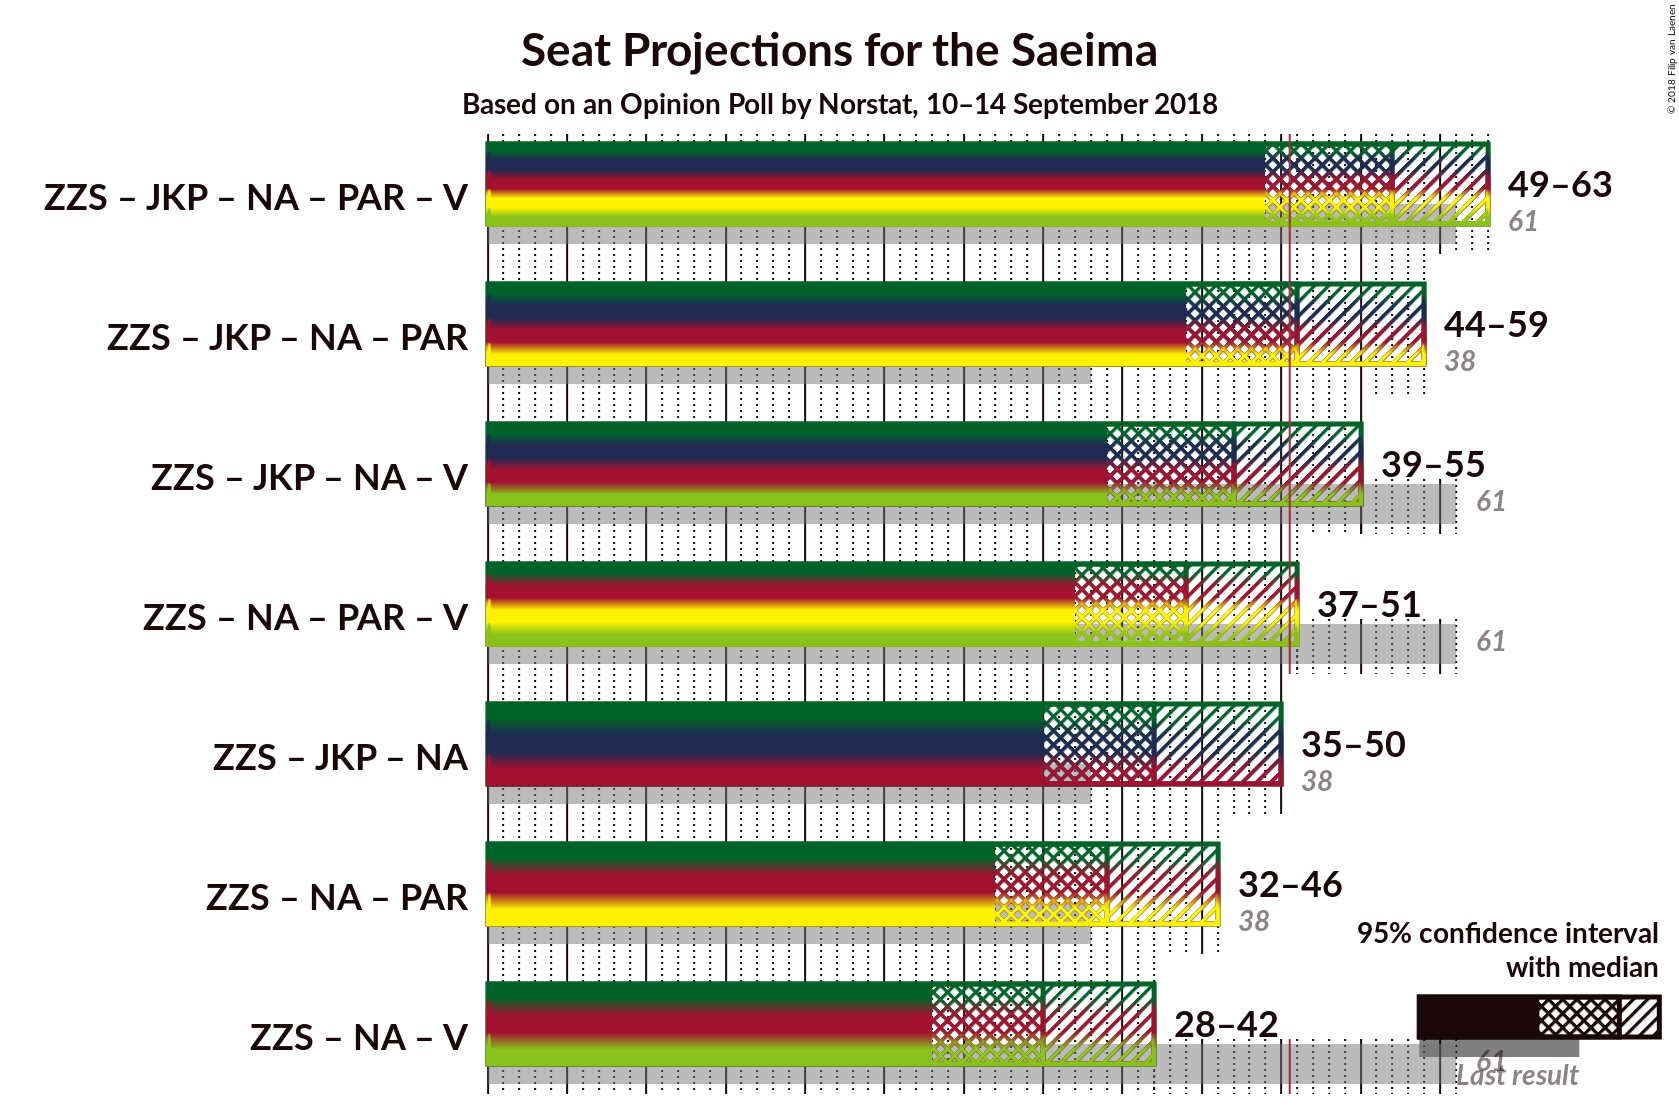 Seat Projections for the Saeima
Based on an Opinion Poll by Norstat, 10–14 September 2018
© 2018 Filip van Laenen
ZZS – JKP – NA – PAR – V
49–63
61
ZZS – JKP – NA – PAR
44–59
38
ZZS – JKP – NA – V
39–55
61
ZZS – NA – PAR – V
37–51
61
ZZS – JKP – NA
35–50
38
ZZS – NA – PAR
32–46
38
ZZS – NA – V
28–42
61
95% confidence interval
with median
Last result